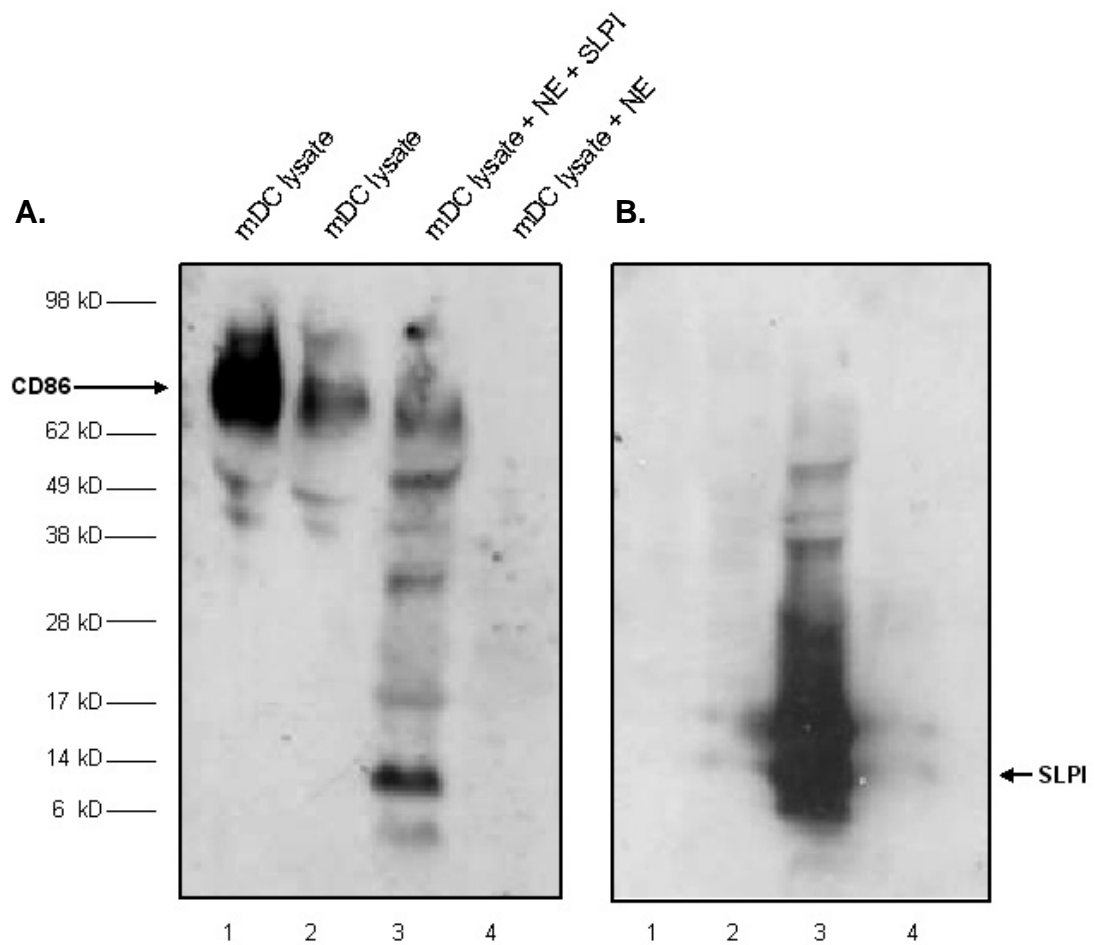 mDC lysate
mDC lysate
mDC lysate + NE + SLPI
mDC lysate + NE
A.
B.
98 kD
CD86
62 kD
49 kD
38 kD
28 kD
17 kD
14 kD
6 kD
SLPI
1 2 3 4
1 2 3 4